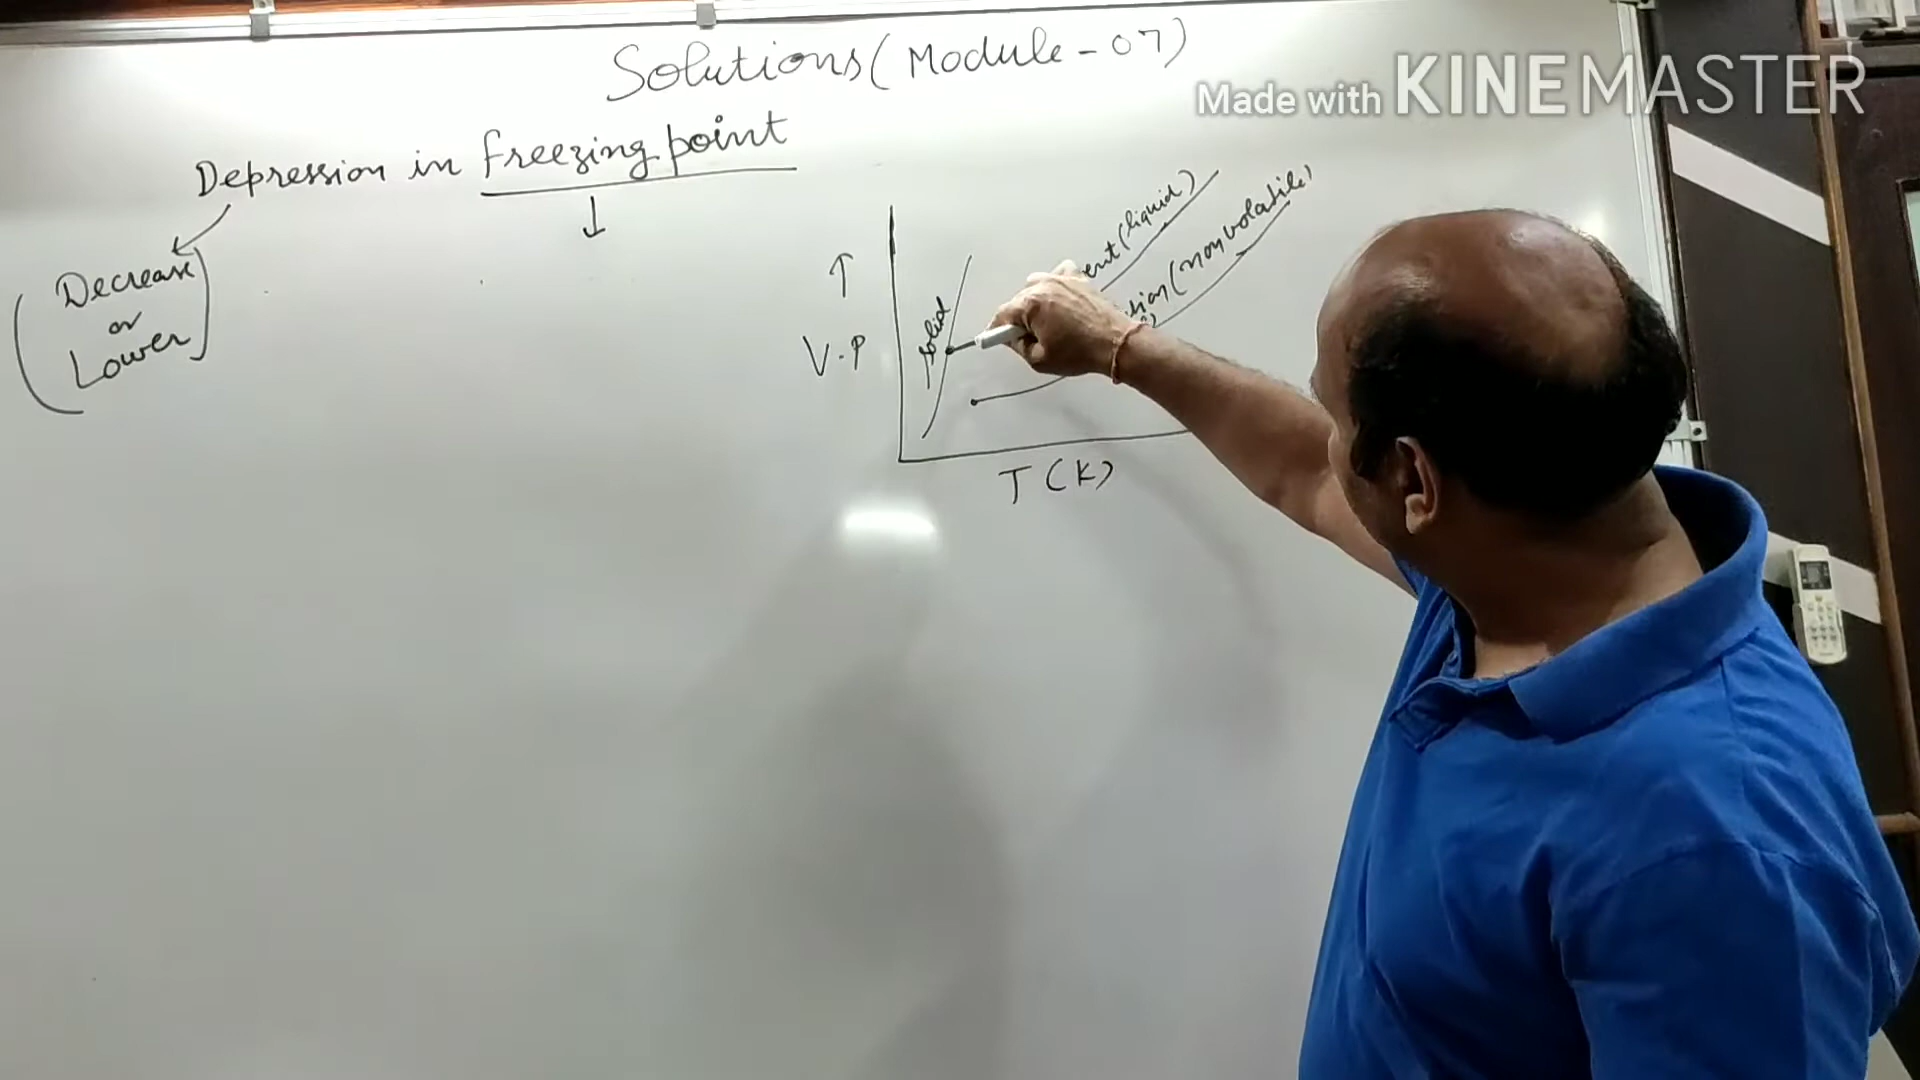 Solutions (Module - 07)
Made with KINEMASTER
Depression in freezing point
Decrease
or
Lower
V.P
solid
(liquid)
(non volatile)
T (K)